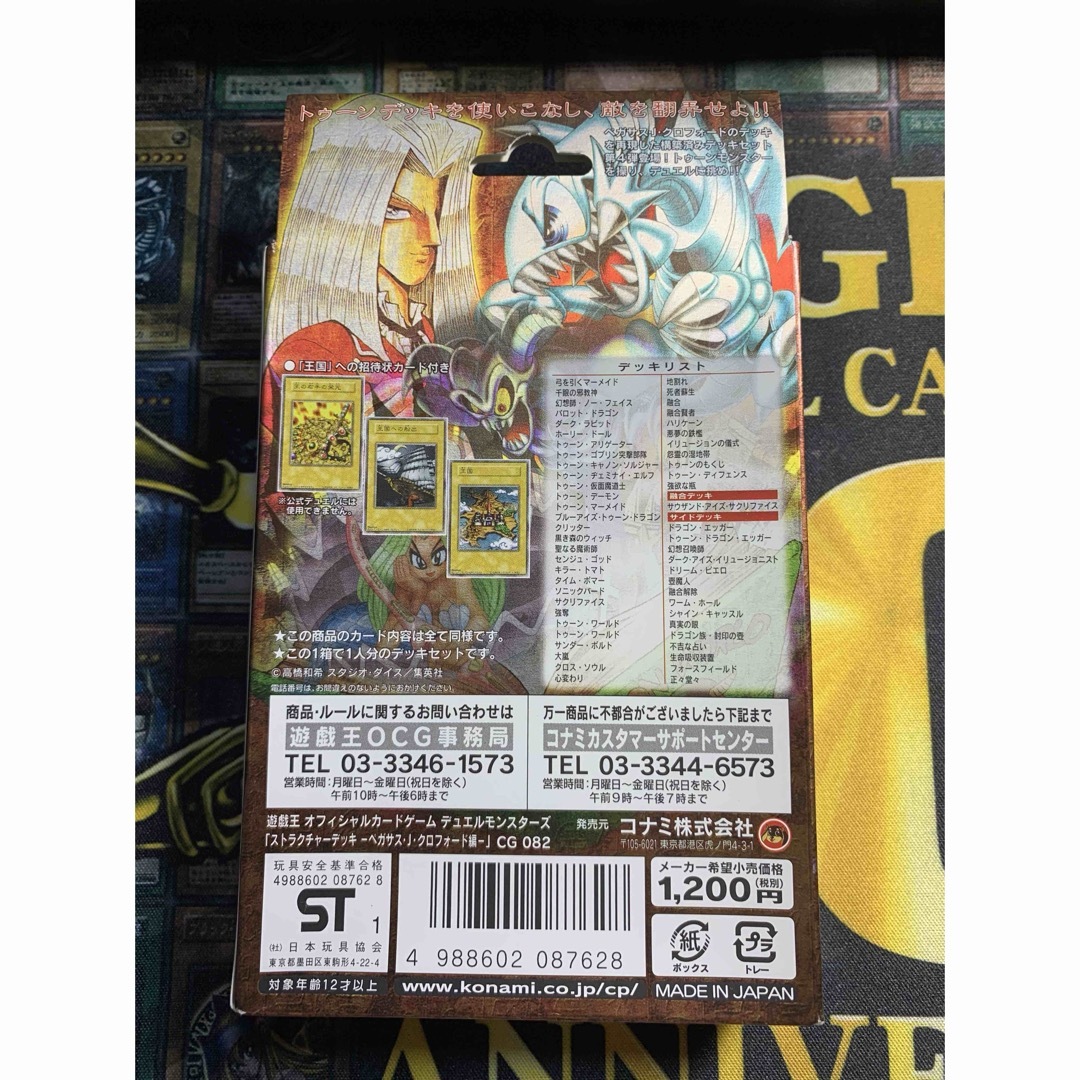 トゥーンデッキを使いこなし、敵を翻弄せよ!!
ペガサス・J・クロフォードのデッキ
を再現した構築済みデッキセット
第4弾登場!トゥーンモンスター
を操り、デュエルに挑め!!
●「王国」への招待状カード付き
王国への船出
王国
※公式デュエルには
使用できません。
デッキリスト
弓を引くマーメイド
千眼の邪教神
幻想師・ノー・フェイス
パロット・ドラゴン
ダーク・ラビット
ホーリー・ドール
トゥーン・アリゲーター
トゥーン・ゴブリン突撃部隊
トゥーン・キャノン・ソルジャー
トゥーン・ヂェミナイ・エルフ
トゥーン・仮面魔道士
トゥーン・デーモン
トゥーン・マーメイド
ブルーアイズ・トゥーン・ドラゴン
クリッター
黒き森のウィッチ
聖なる魔術師
センジュ・ゴッド
キラー・トマト
タイム・ボマー
ソニックバード
サクリファイス
強奪
トゥーン・ワールド
トゥーン・ワールド
サンダー・ボルト
大嵐
クロス・ソウル
心変わり
地割れ
死者蘇生
融合
融合賢者
ハリケーン
悪夢の鉄檻
イリュージョンの儀式
怨霊の湿地帯
トゥーンのもくじ
トゥーン・ディフェンス
強欲な瓶
融合デッキ
サウザンド・アイズ・サクリファイス
サイドデッキ
ドラゴン・エッガー
トゥーン・ドラゴン・エッガー
幻想召喚師
ダーク・アイズ・イリュージョニスト
ドリーム・ピエロ
壺魔人
融合解除
ワーム・ホール
シャイン・キャッスル
真実の眼
ドラゴン族・封印の壺
不吉な占い
生命吸収装置
フォースフィールド
正々堂々
★この商品のカード内容は全て同様です。
★この1箱で1人分のデッキセットです。
©高橋和希 スタジオ・ダイス/集英社
電話番号は、お間違えのないようにおかけください。
商品・ルールに関するお問い合わせは
遊戯王OCG事務局
TEL 03-3346-1573
営業時間:月曜日〜金曜日(祝日を除く)
午前10時〜午後6時まで
万一商品に不都合がございましたら下記まで
コナミカスタマーサポートセンター
TEL 03-3344-6573
営業時間:月曜日〜金曜日(祝日を除く)
午前9時〜午後7時まで
遊戯王 オフィシャルカードゲーム デュエルモンスターズ
「ストラクチャーデッキ -ペガサス・J・クロフォード編-」 CG 082
発売元 コナミ株式会社
〒105-6021 東京都港区虎ノ門4-3-1
玩具安全基準合格
4988602 08762 8
ST 1
(社)日本玩具協会
東京都墨田区東駒形4-22-4
対象年齢12才以上
4 988602 087628
www.konami.co.jp/cp/
メーカー希望小売価格
1,200円(税別)
紙
ボックス
プラ
トレー
MADE IN JAPAN
ANNIVE